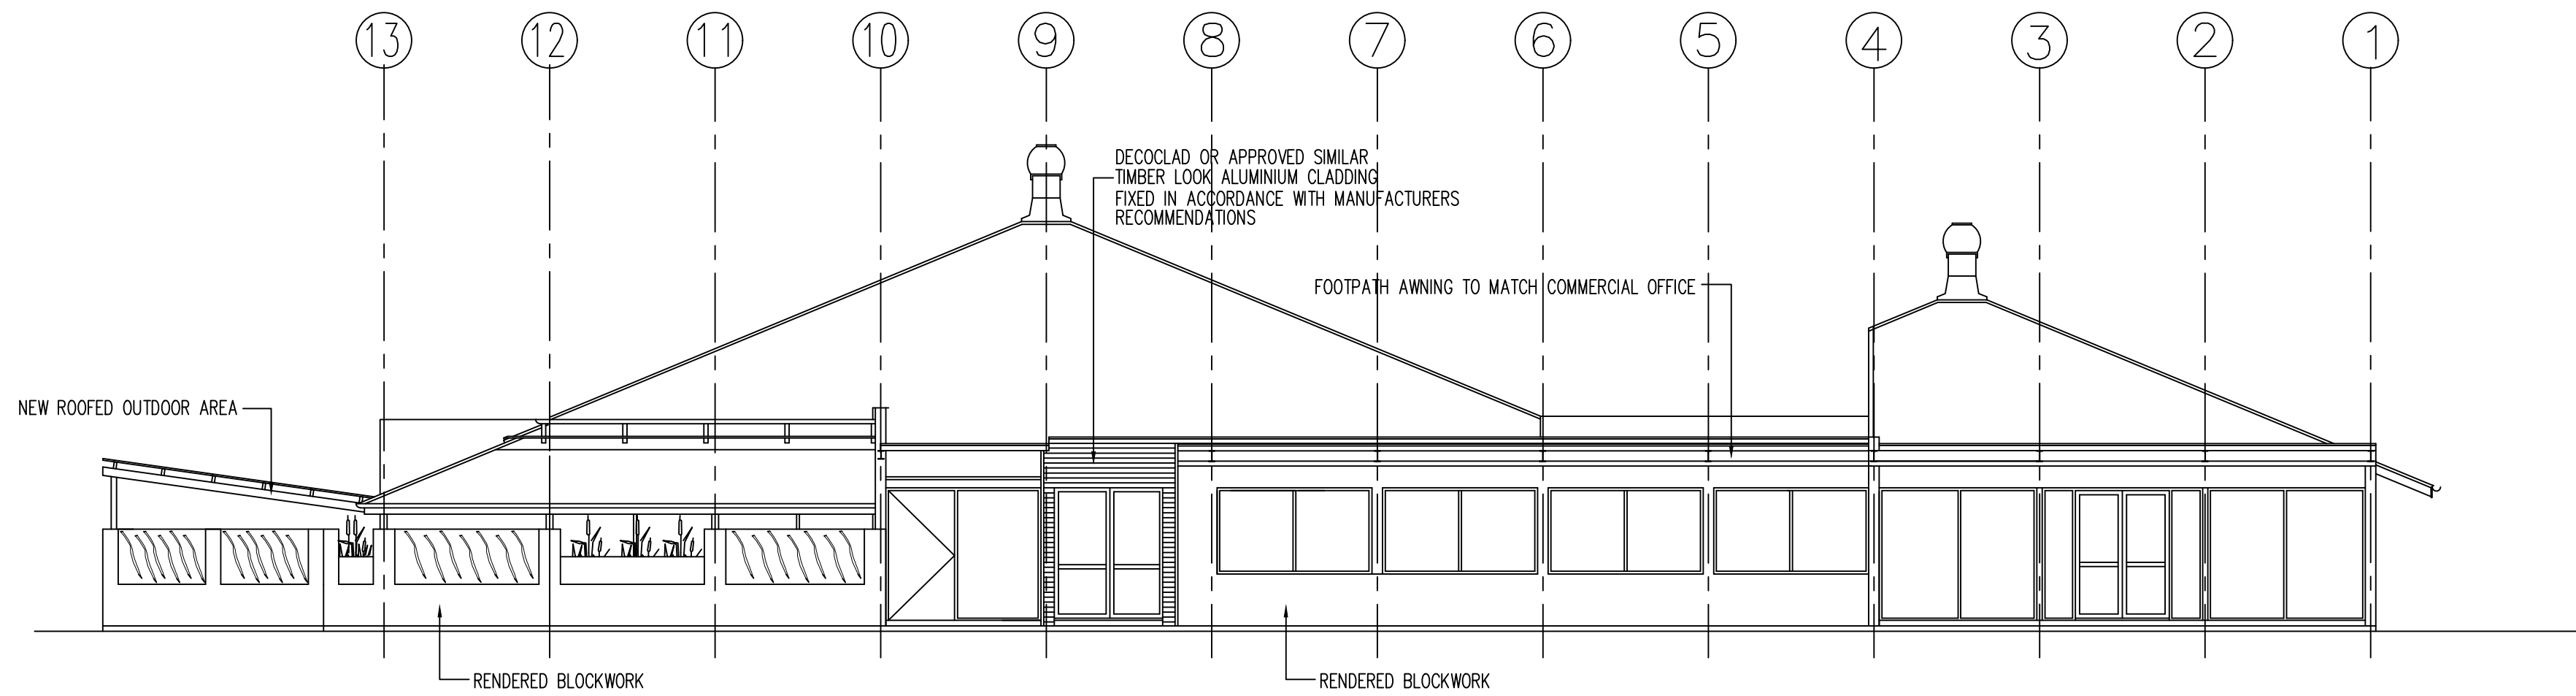 13 12 11 10 9 8 7 6 5 4 3 2 1
DECOCLAD OR APPROVED SIMILAR
TIMBER LOOK ALUMINIUM CLADDING
FIXED IN ACCORDANCE WITH MANUFACTURERS
RECOMMENDATIONS
FOOTPATH AWNING TO MATCH COMMERCIAL OFFICE
NEW ROOFED OUTDOOR AREA
RENDERED BLOCKWORK
RENDERED BLOCKWORK